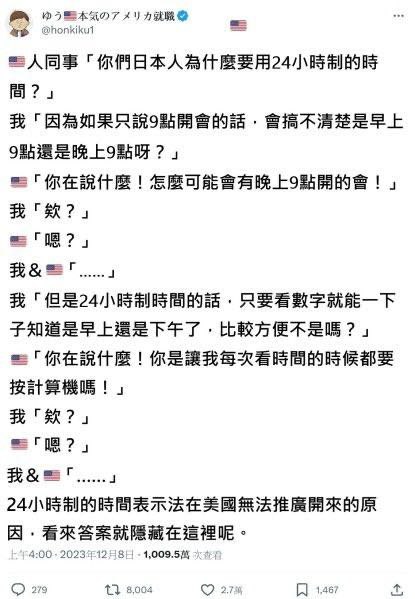 ゆう🇺🇸本気のアメリカ就職
@honkiku1
🇺🇸
🇺🇸人同事「你們日本人為什麼要用24小時制的時
間？」
我「因為如果只說9點開會的話，會搞不清楚是早上
9點還是晚上9點呀？」
🇺🇸「你在說什麼！怎麼可能會有晚上9點開的會！」
我「欸？」
🇺🇸「嗯？」
我&🇺🇸「......」
我「但是24小時制時間的話，只要看數字就能一下
子知道是早上還是下午了，比較方便不是嗎？」
🇺🇸「你在說什麼！你是讓我每次看時間的時候都要
按計算機嗎！」
我「欸？」
🇺🇸「嗯？」
我&🇺🇸「......」
24小時制的時間表示法在美國無法推廣開來的原
因，看來答案就隱藏在這裡呢。
上午4:00 · 2023年12月8日 · 1,009.5萬 次查看
279 8,004 2.7萬 1,467